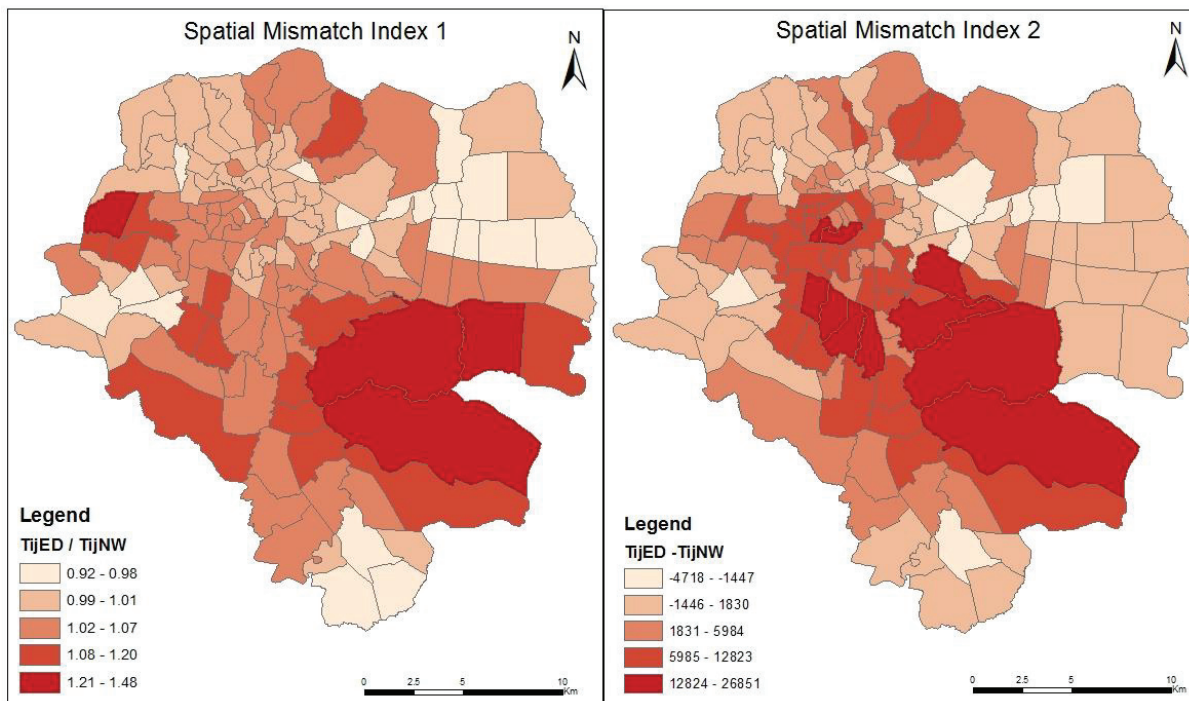 Spatial Mismatch Index 1
N
Legend
TijED / TijNW
0.92 - 0.98
0.99 - 1.01
1.02 - 1.07
1.08 - 1.20
1.21 - 1.48
0 2.5 5 10
Km
Spatial Mismatch Index 2
N
Legend
TijED -TijNW
-4718 - -1447
-1446 - 1830
1831 - 5984
5985 - 12823
12824 - 26851
0 2.5 5 10
Km